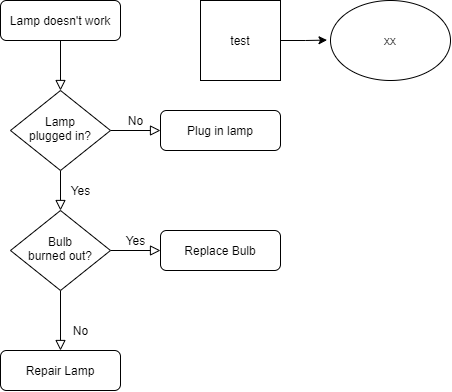 Lamp doesn't work
test
xx
Lamp
plugged in?
No
Plug in lamp
Yes
Bulb
burned out?
Yes
Replace Bulb
No
Repair Lamp